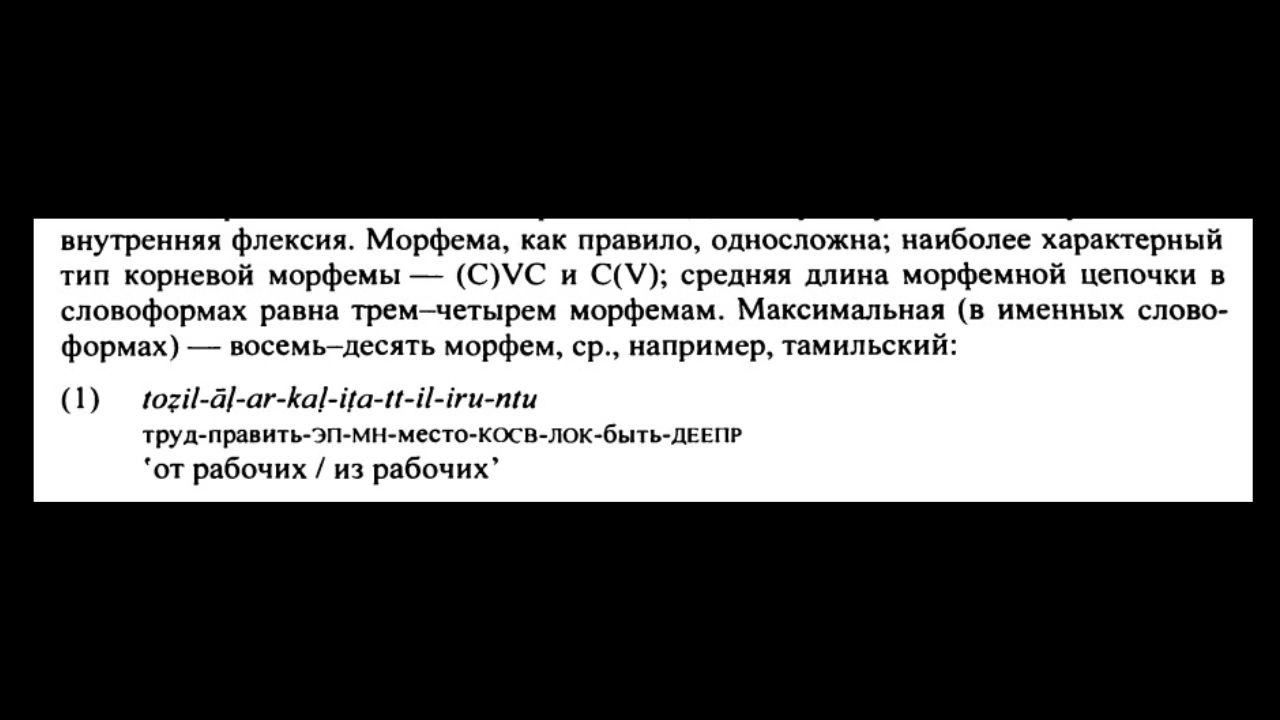 внутренняя флексия. Морфема, как правило, односложна; наиболее характерный
тип корневой морфемы — (C)VC и C(V); средняя длина морфемной цепочки в
словоформах равна трем–четырем морфемам. Максимальная (в именных слово-
формах) — восемь–десять морфем, ср., например, тамильский:
(1) toẓil-āḷ-ar-kaḷ-iṭa-tt-il-iru-ntu
труд-править-ЭП-МН-место-КОСВ-ЛОК-быть-ДЕЕПР
‘от рабочих / из рабочих’